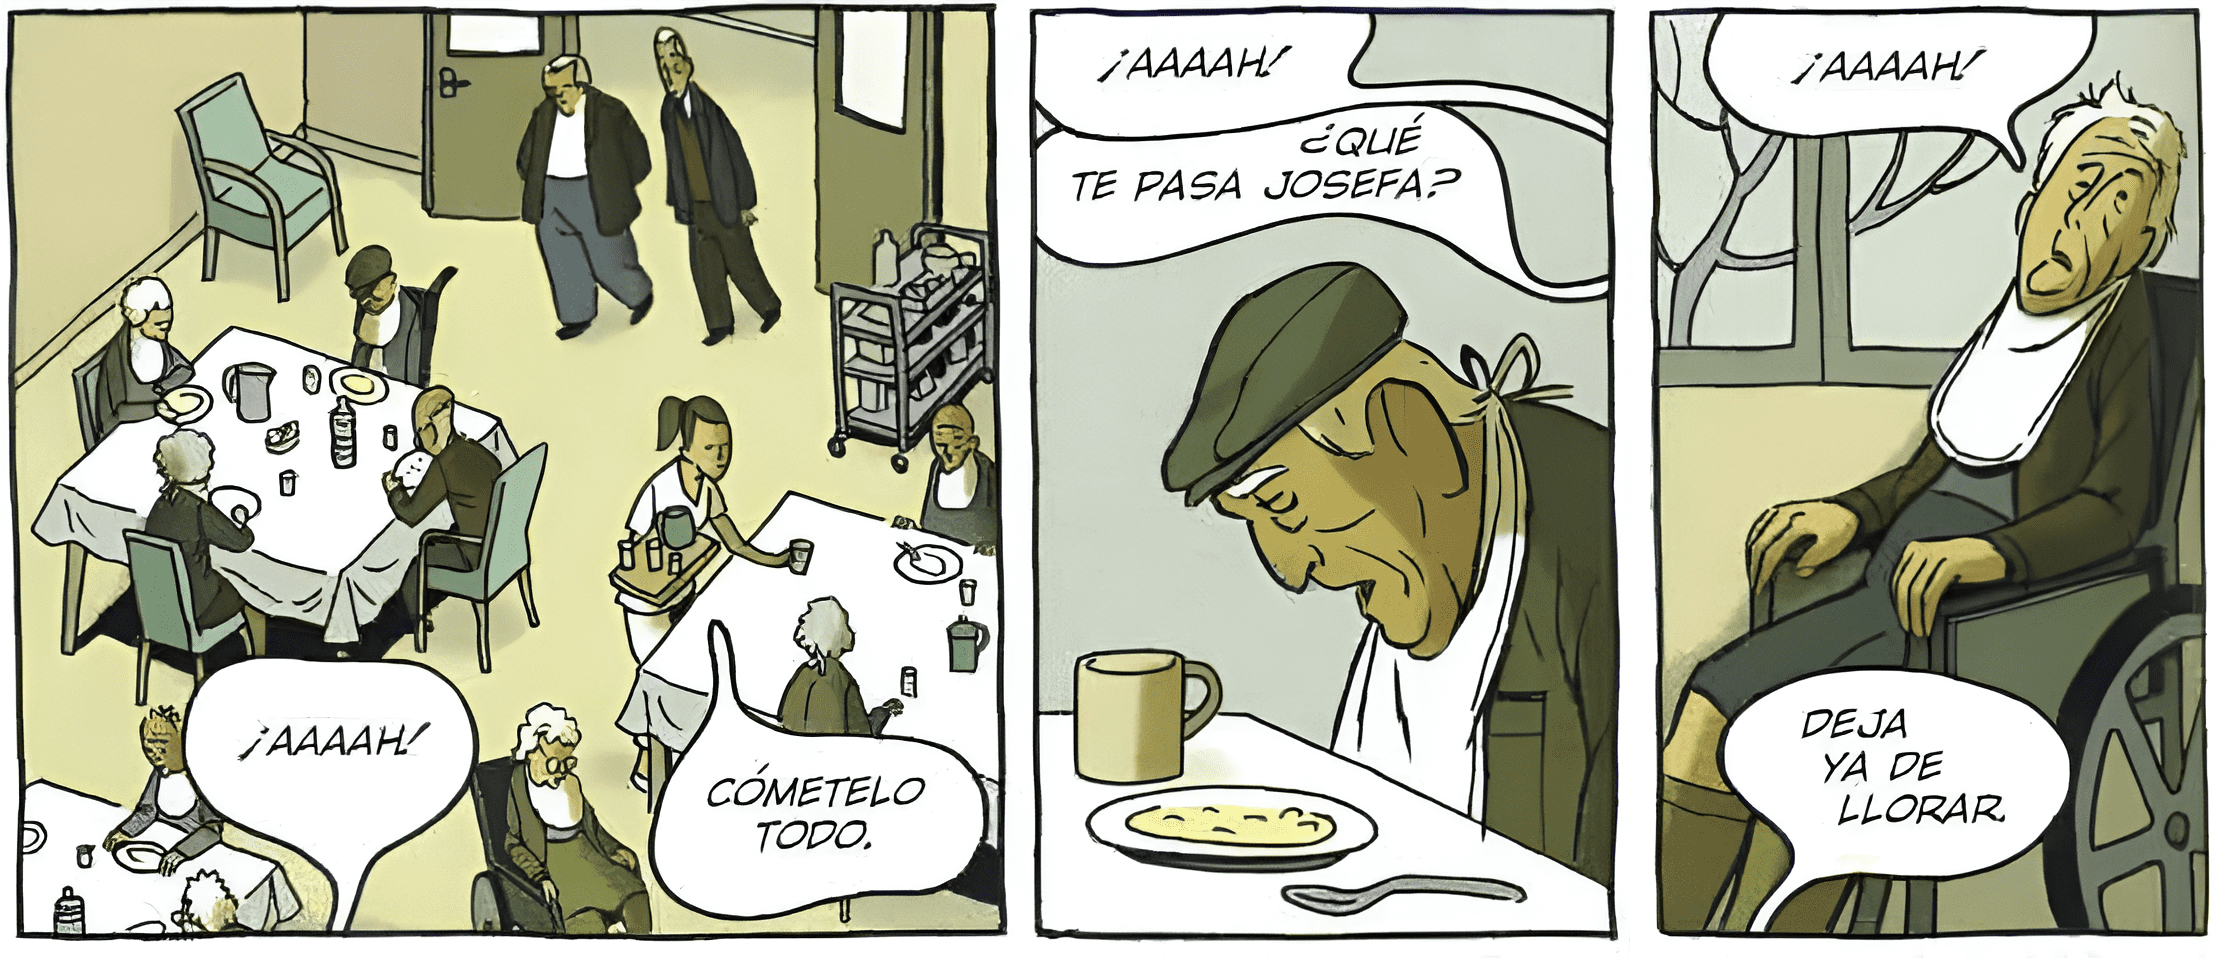 ¡AAAAH!
CÓMETELO
TODO.
¡AAAAH!
¿QUÉ
TE PASA JOSEFA?
¡AAAAH!
DEJA
YA DE
LLORAR.